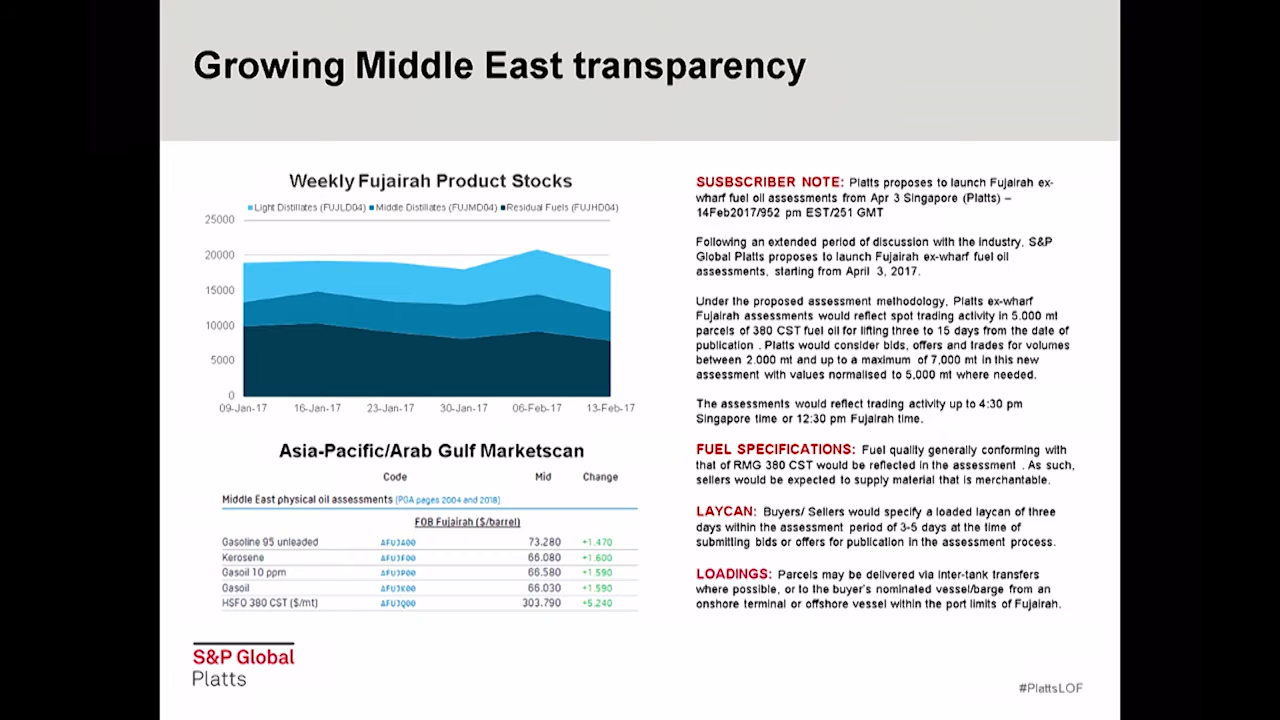 Growing Middle East transparency
Weekly Fujairah Product Stocks
Light Distillates (FUJLD04) Middle Distillates (FUJMD04) Residual Fuels (FUJHD04)
25000
20000
15000
10000
5000
0
09-Jan-17 16-Jan-17 23-Jan-17 30-Jan-17 06-Feb-17 13-Feb-17
Asia-Pacific/Arab Gulf Marketscan
Code Mid Change
Middle East physical oil assessments (PGA pages 2004 and 2018)
FOB Fujairah ($/barrel)
Gasoline 95 unleaded AFUJA00 73.280 +1.470
Kerosene AFUJF00 66.080 +1.600
Gasoil 10 ppm AFUJP00 66.580 +1.590
Gasoil AFUJK00 66.030 +1.590
HSFO 380 CST ($/mt) AFUJQ00 303.790 +5.240
S&P Global
Platts
SUSBSCRIBER NOTE: Platts proposes to launch Fujairah ex-
wharf fuel oil assessments from Apr 3 Singapore (Platts) –
14Feb2017/952 pm EST/251 GMT
Following an extended period of discussion with the industry, S&P
Global Platts proposes to launch Fujairah ex-wharf fuel oil
assessments, starting from April 3, 2017.
Under the proposed assessment methodology, Platts ex-wharf
Fujairah assessments would reflect spot trading activity in 5.000 mt
parcels of 380 CST fuel oil for lifting three to 15 days from the date of
publication . Platts would consider bids, offers and trades for volumes
between 2.000 mt and up to a maximum of 7,000 mt in this new
assessment with values normalised to 5,000 mt where needed.
The assessments would reflect trading activity up to 4:30 pm
Singapore time or 12:30 pm Fujairah time.
FUEL SPECIFICATIONS: Fuel quality generally conforming with
that of RMG 380 CST would be reflected in the assessment . As such,
sellers would be expected to supply material that is merchantable.
LAYCAN: Buyers/ Sellers would specify a loaded laycan of three
days within the assessment period of 3-5 days at the time of
submitting bids or offers for publication in the assessment process.
LOADINGS: Parcels may be delivered via inter-tank transfers
where possible, or to the buyer's nominated vessel/barge from an
onshore terminal or offshore vessel within the port limits of Fujairah.
#PlattsLOF